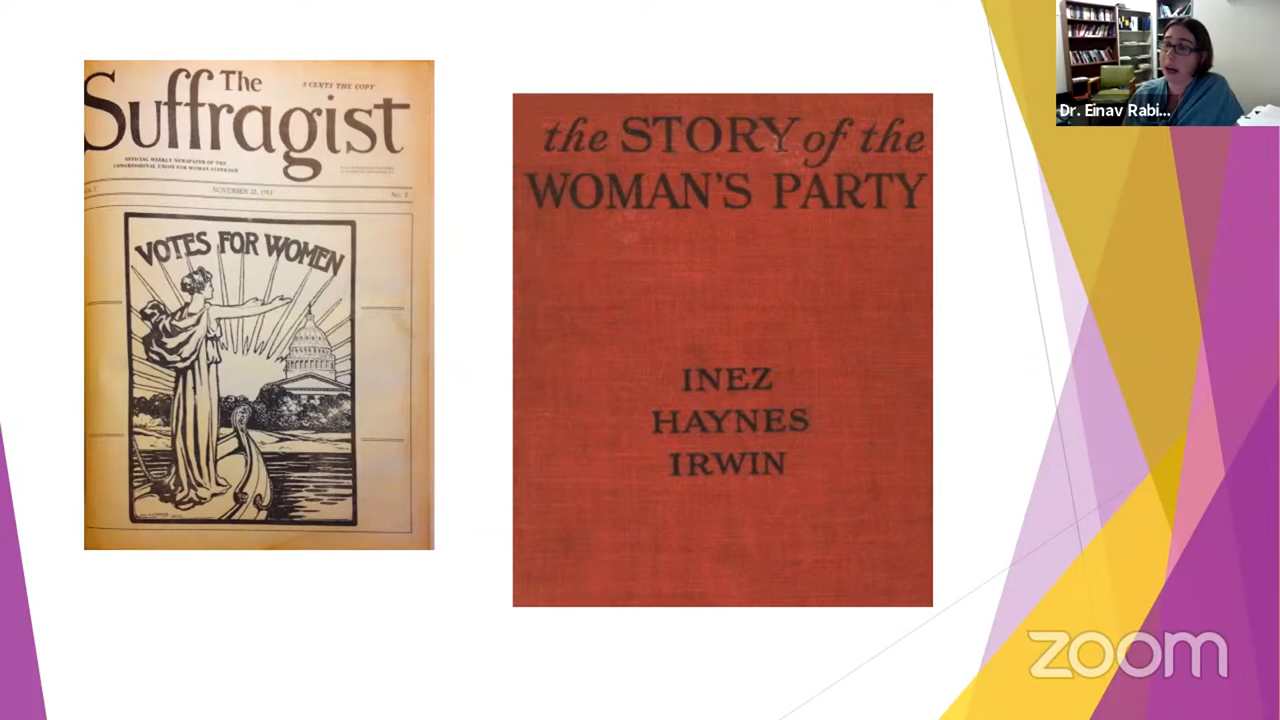 The
Suffragist
5 CENTS THE COPY
OFFICIAL WEEKLY NEWSPAPER OF THE
CONGRESSIONAL UNION FOR WOMAN SUFFRAGE
NOVEMBER
VOTES FOR WOMEN
the STORY of the
WOMAN'S PARTY
INEZ
HAYNES
IRWIN
Dr. Einav Rabi...
zoom